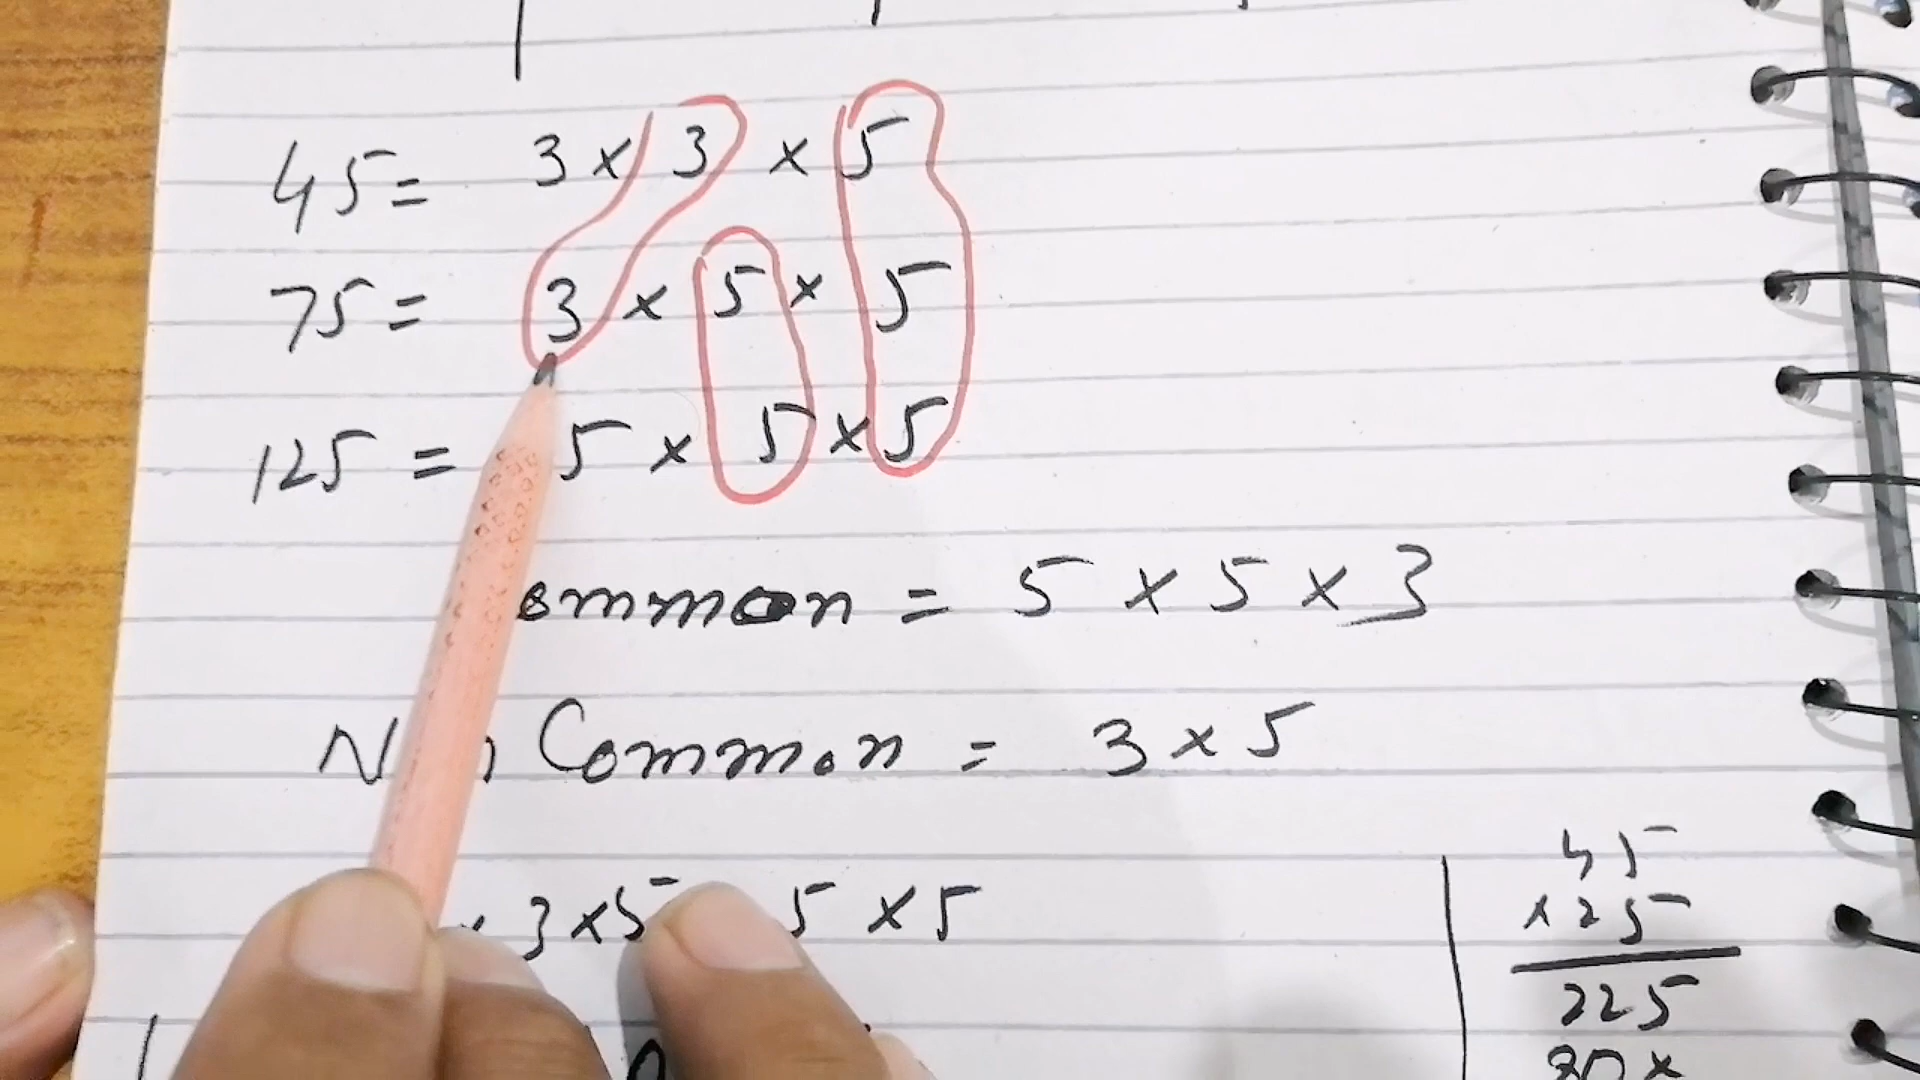 45= 3 x 3 x 5
75= 3 x 5 x 5
125 = 5 x 5 x 5
ommon = 5 x 5 x 3
N n Common = 3 x 5
x 3 x 5 5 x 5
45
x 25
225